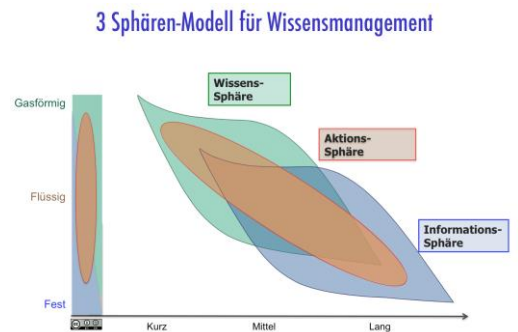 3 Sphären-Modell für Wissensmanagement
Wissens-
Sphäre
Gasförmig
Aktions-
Sphäre
Flüssig
Informations-
Sphäre
Fest
Kurz Mittel Lang